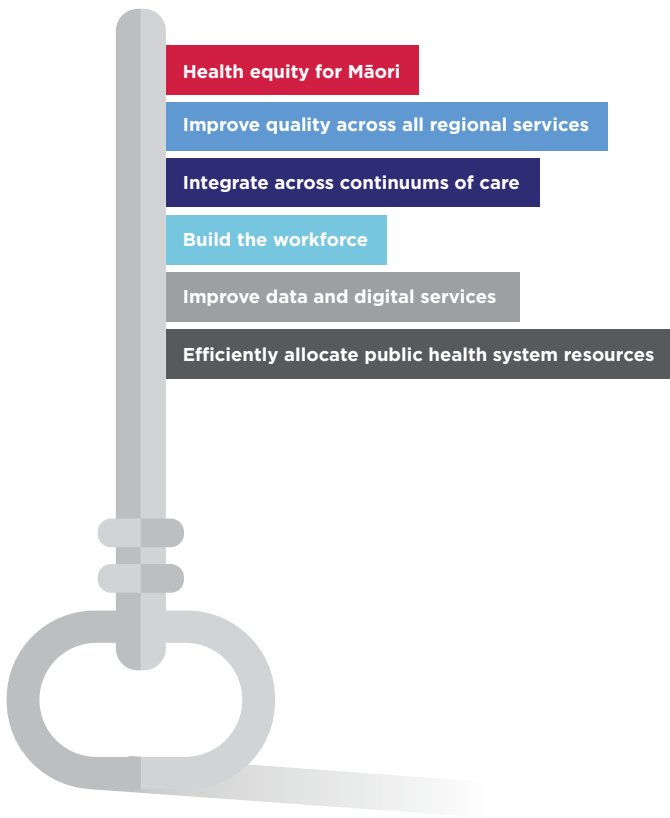 Health equity for Māori
Improve quality across all regional services
Integrate across continuums of care
Build the workforce
Improve data and digital services
Efficiently allocate public health system resources